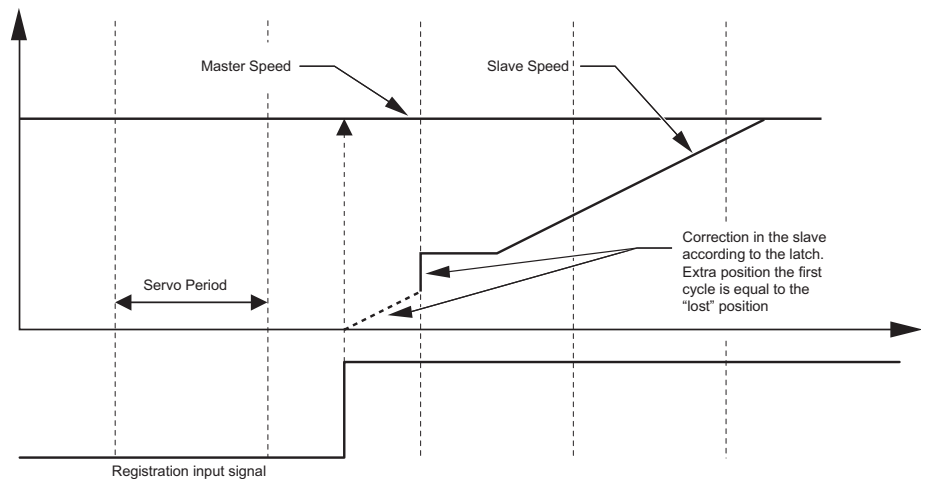 Master Speed
Slave Speed
Servo Period
Correction in the slave
according to the latch.
Extra position the first
cycle is equal to the
“lost” position
Registration input signal